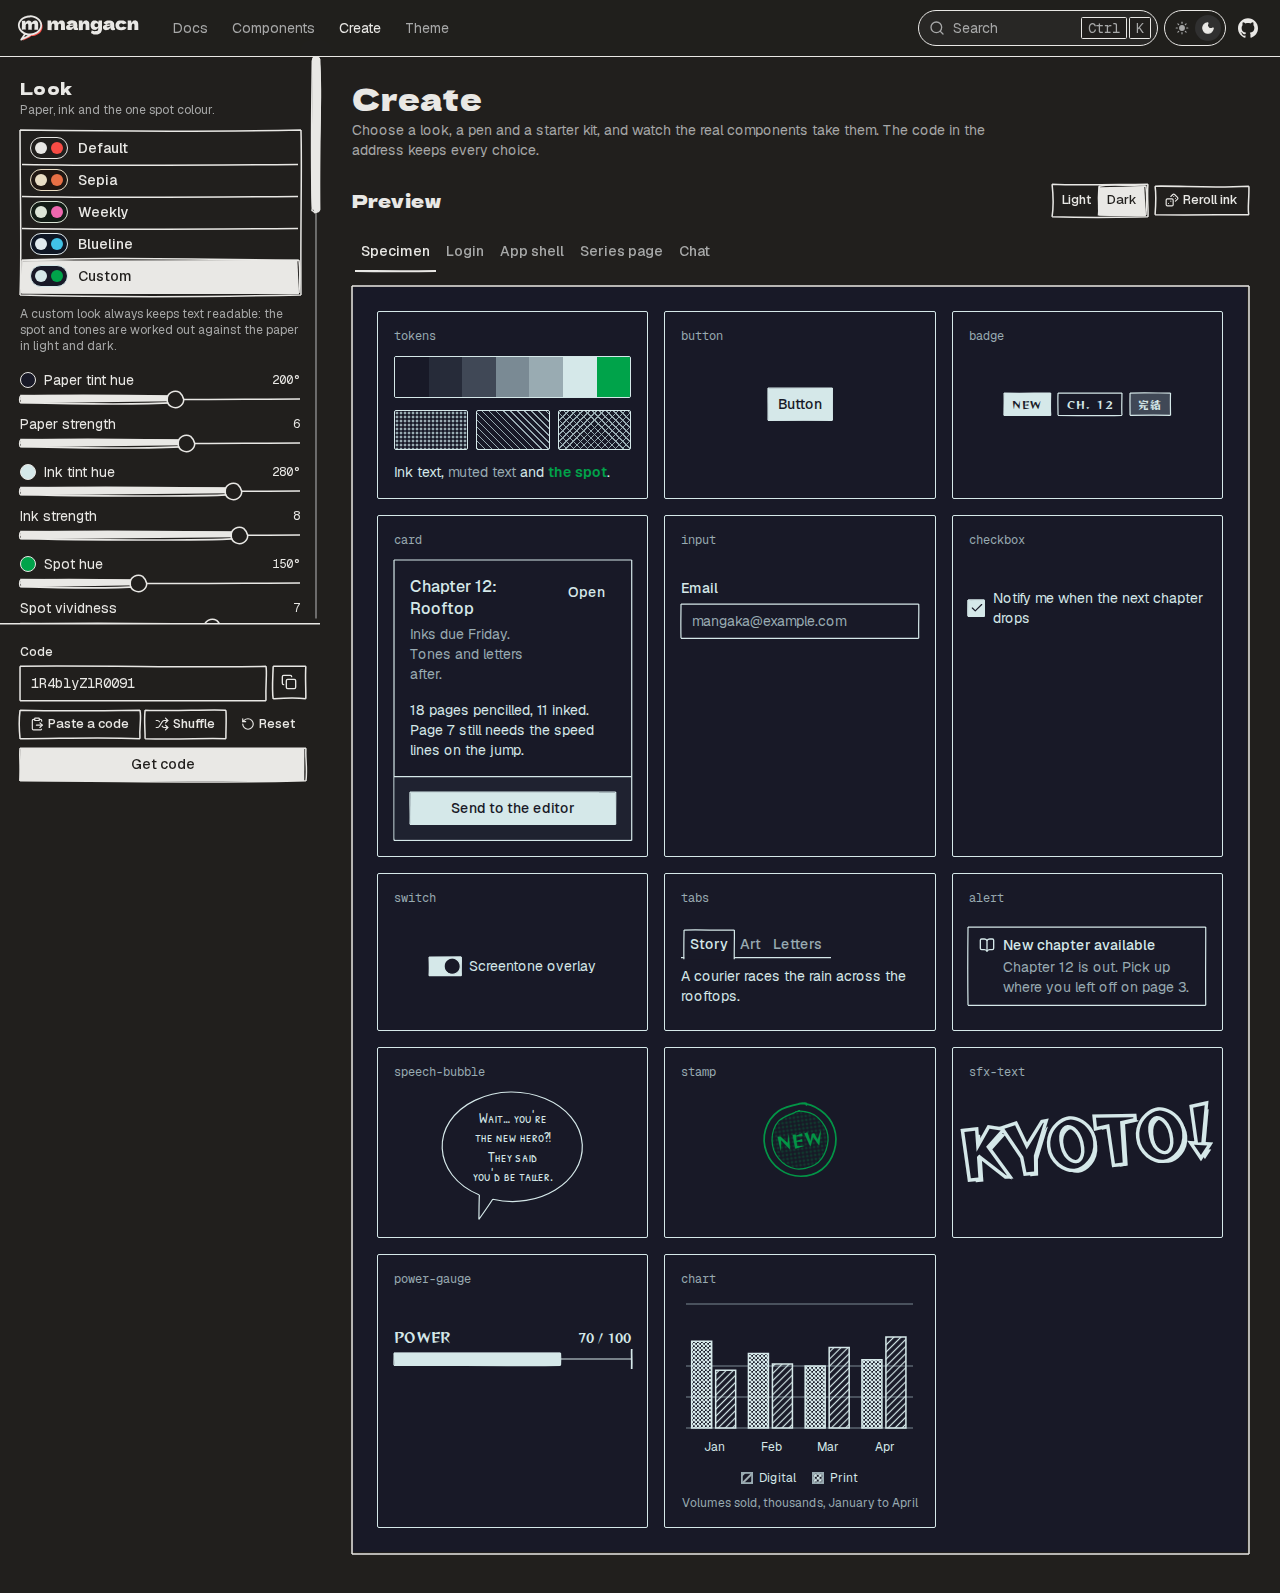 mangacn
Docs
Components
Create
Theme
Search
Ctrl
K
Look
Paper, ink and the one spot colour.
Default
Sepia
Weekly
Blueline
Custom
A custom look always keeps text readable: the
spot and tones are worked out against the paper
in light and dark.
Paper tint hue
200°
Paper strength
6
Ink tint hue
280°
Ink strength
8
Spot hue
150°
Spot vividness
7
Code
1R4blyZlR0091
Paste a code
Shuffle
Reset
Get code
Create
Choose a look, a pen and a starter kit, and watch the real components take them. The code in the
address keeps every choice.
Preview
Light
Dark
Reroll ink
Specimen
Login
App shell
Series page
Chat
tokens
Ink text, muted text and the spot.
button
Button
badge
NEW
CH. 12
完結
card
Chapter 12:
Rooftop
Open
Inks due Friday.
Tones and letters
after.
18 pages pencilled, 11 inked.
Page 7 still needs the speed
lines on the jump.
Send to the editor
input
Email
mangaka@example.com
checkbox
Notify me when the next chapter
drops
switch
Screentone overlay
tabs
Story
Art
Letters
A courier races the rain across the
rooftops.
alert
New chapter available
Chapter 12 is out. Pick up
where you left off on page 3.
speech-bubble
Wait... you're
the new hero?!
They said
you'd be taller.
stamp
NEW
sfx-text
KYOTO!
power-gauge
POWER
70 / 100
chart
Jan
Feb
Mar
Apr
Digital
Print
Volumes sold, thousands, January to April